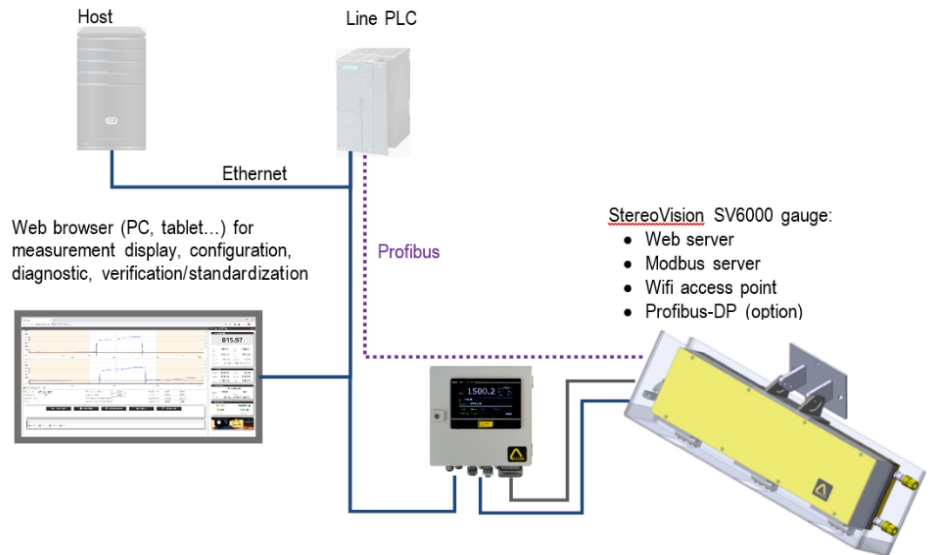 Host
Line PLC
Ethernet
Web browser (PC, tablet…) for
measurement display, configuration,
diagnostic, verification/standardization
Profibus
StereoVision SV6000 gauge:
● Web server
● Modbus server
● Wifi access point
● Profibus-DP (option)
815.97
1500.2